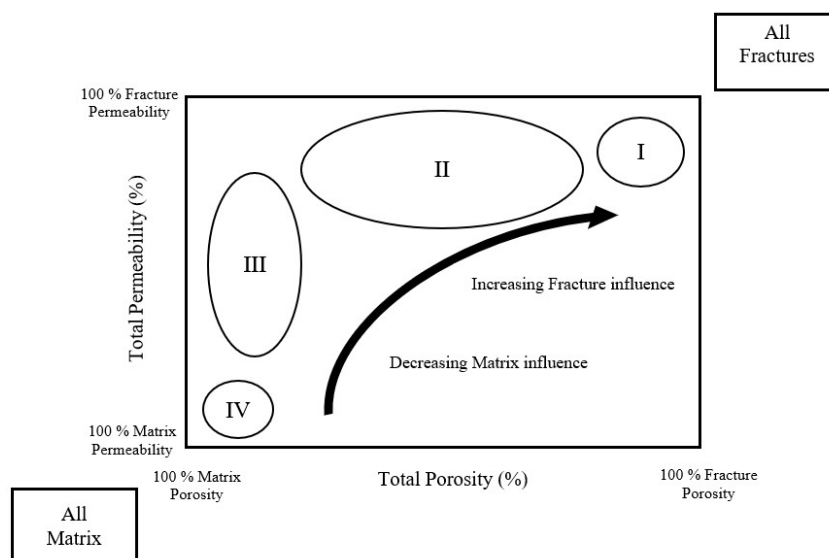 All
Fractures
100 % Fracture
Permeability
I
II
III
Total Permeability (%)
Increasing Fracture influence
Decreasing Matrix influence
IV
100 % Matrix
Permeability
100 % Matrix
Porosity
Total Porosity (%)
100 % Fracture
Porosity
All
Matrix